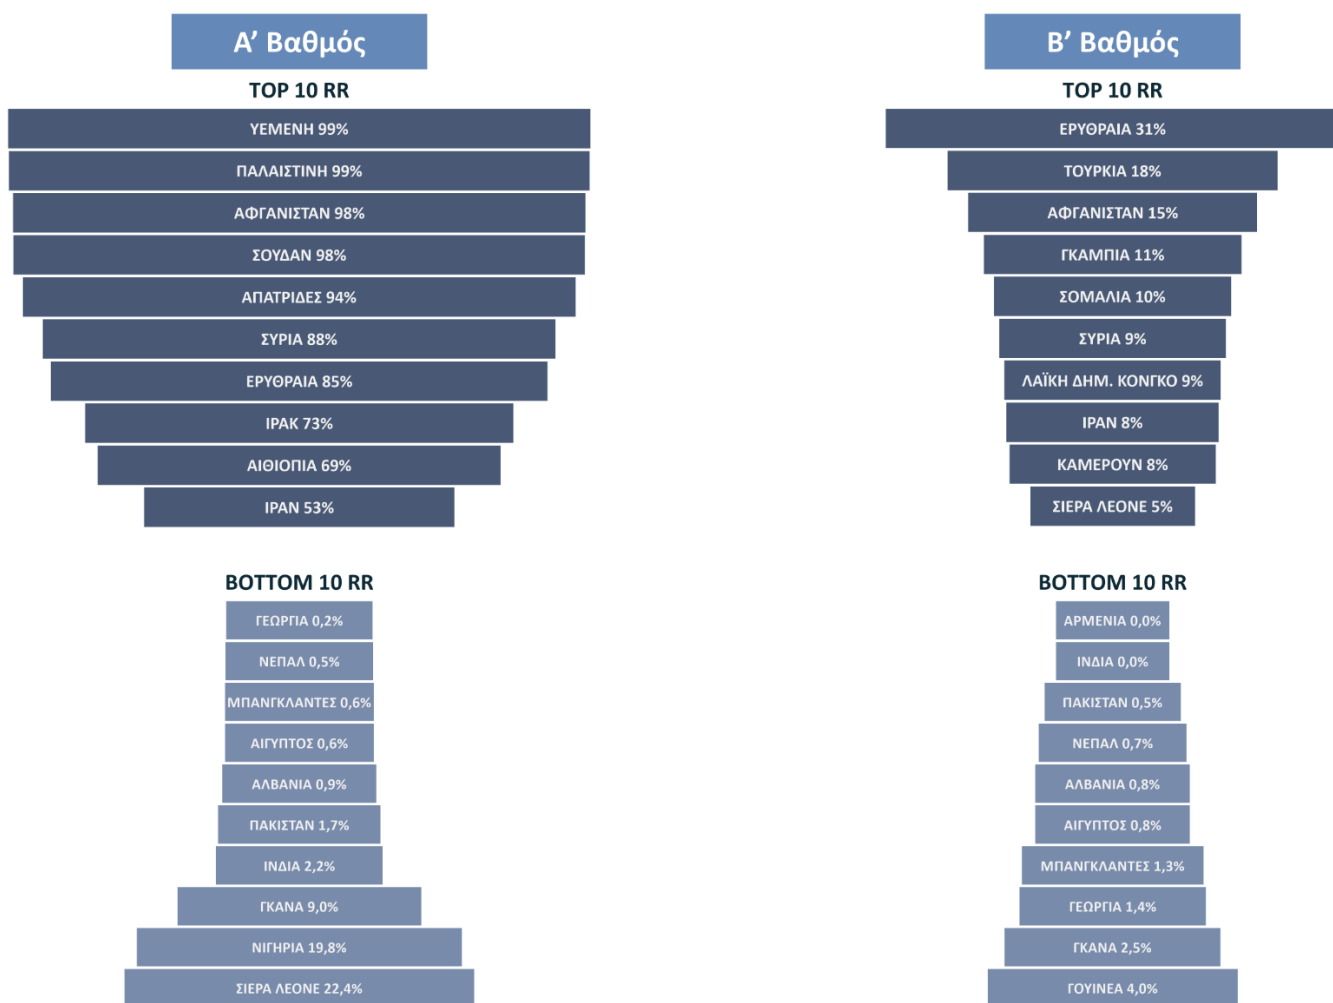 Α’ Βαθμός
TOP 10 RR
ΥΕΜΕΝΗ 99%
ΠΑΛΑΙΣΤΙΝΗ 99%
ΑΦΓΑΝΙΣΤΑΝ 98%
ΣΟΥΔΑΝ 98%
ΑΠΑΤΡΙΔΕΣ 94%
ΣΥΡΙΑ 88%
ΕΡΥΘΡΑΙΑ 85%
ΙΡΑΚ 73%
ΑΙΘΙΟΠΙΑ 69%
ΙΡΑΝ 53%
BOTTOM 10 RR
ΓΕΩΡΓΙΑ 0,2%
ΝΕΠΑΛ 0,5%
ΜΠΑΝΓΚΛΑΝΤΕΣ 0,6%
ΑΙΓΥΠΤΟΣ 0,6%
ΑΛΒΑΝΙΑ 0,9%
ΠΑΚΙΣΤΑΝ 1,7%
ΙΝΔΙΑ 2,2%
ΓΚΑΝΑ 9,0%
ΝΙΓΗΡΙΑ 19,8%
ΣΙΕΡΑ ΛΕΟΝΕ 22,4%
Β’ Βαθμός
TOP 10 RR
ΕΡΥΘΡΑΙΑ 31%
ΤΟΥΡΚΙΑ 18%
ΑΦΓΑΝΙΣΤΑΝ 15%
ΓΚΑΜΠΙΑ 11%
ΣΟΜΑΛΙΑ 10%
ΣΥΡΙΑ 9%
ΛΑΪΚΗ ΔΗΜ. ΚΟΝΓΚΟ 9%
ΙΡΑΝ 8%
ΚΑΜΕΡΟΥΝ 8%
ΣΙΕΡΑ ΛΕΟΝΕ 5%
BOTTOM 10 RR
ΑΡΜΕΝΙΑ 0,0%
ΙΝΔΙΑ 0,0%
ΠΑΚΙΣΤΑΝ 0,5%
ΝΕΠΑΛ 0,7%
ΑΛΒΑΝΙΑ 0,8%
ΑΙΓΥΠΤΟΣ 0,8%
ΜΠΑΝΓΚΛΑΝΤΕΣ 1,3%
ΓΕΩΡΓΙΑ 1,4%
ΓΚΑΝΑ 2,5%
ΓΟΥΙΝΕΑ 4,0%